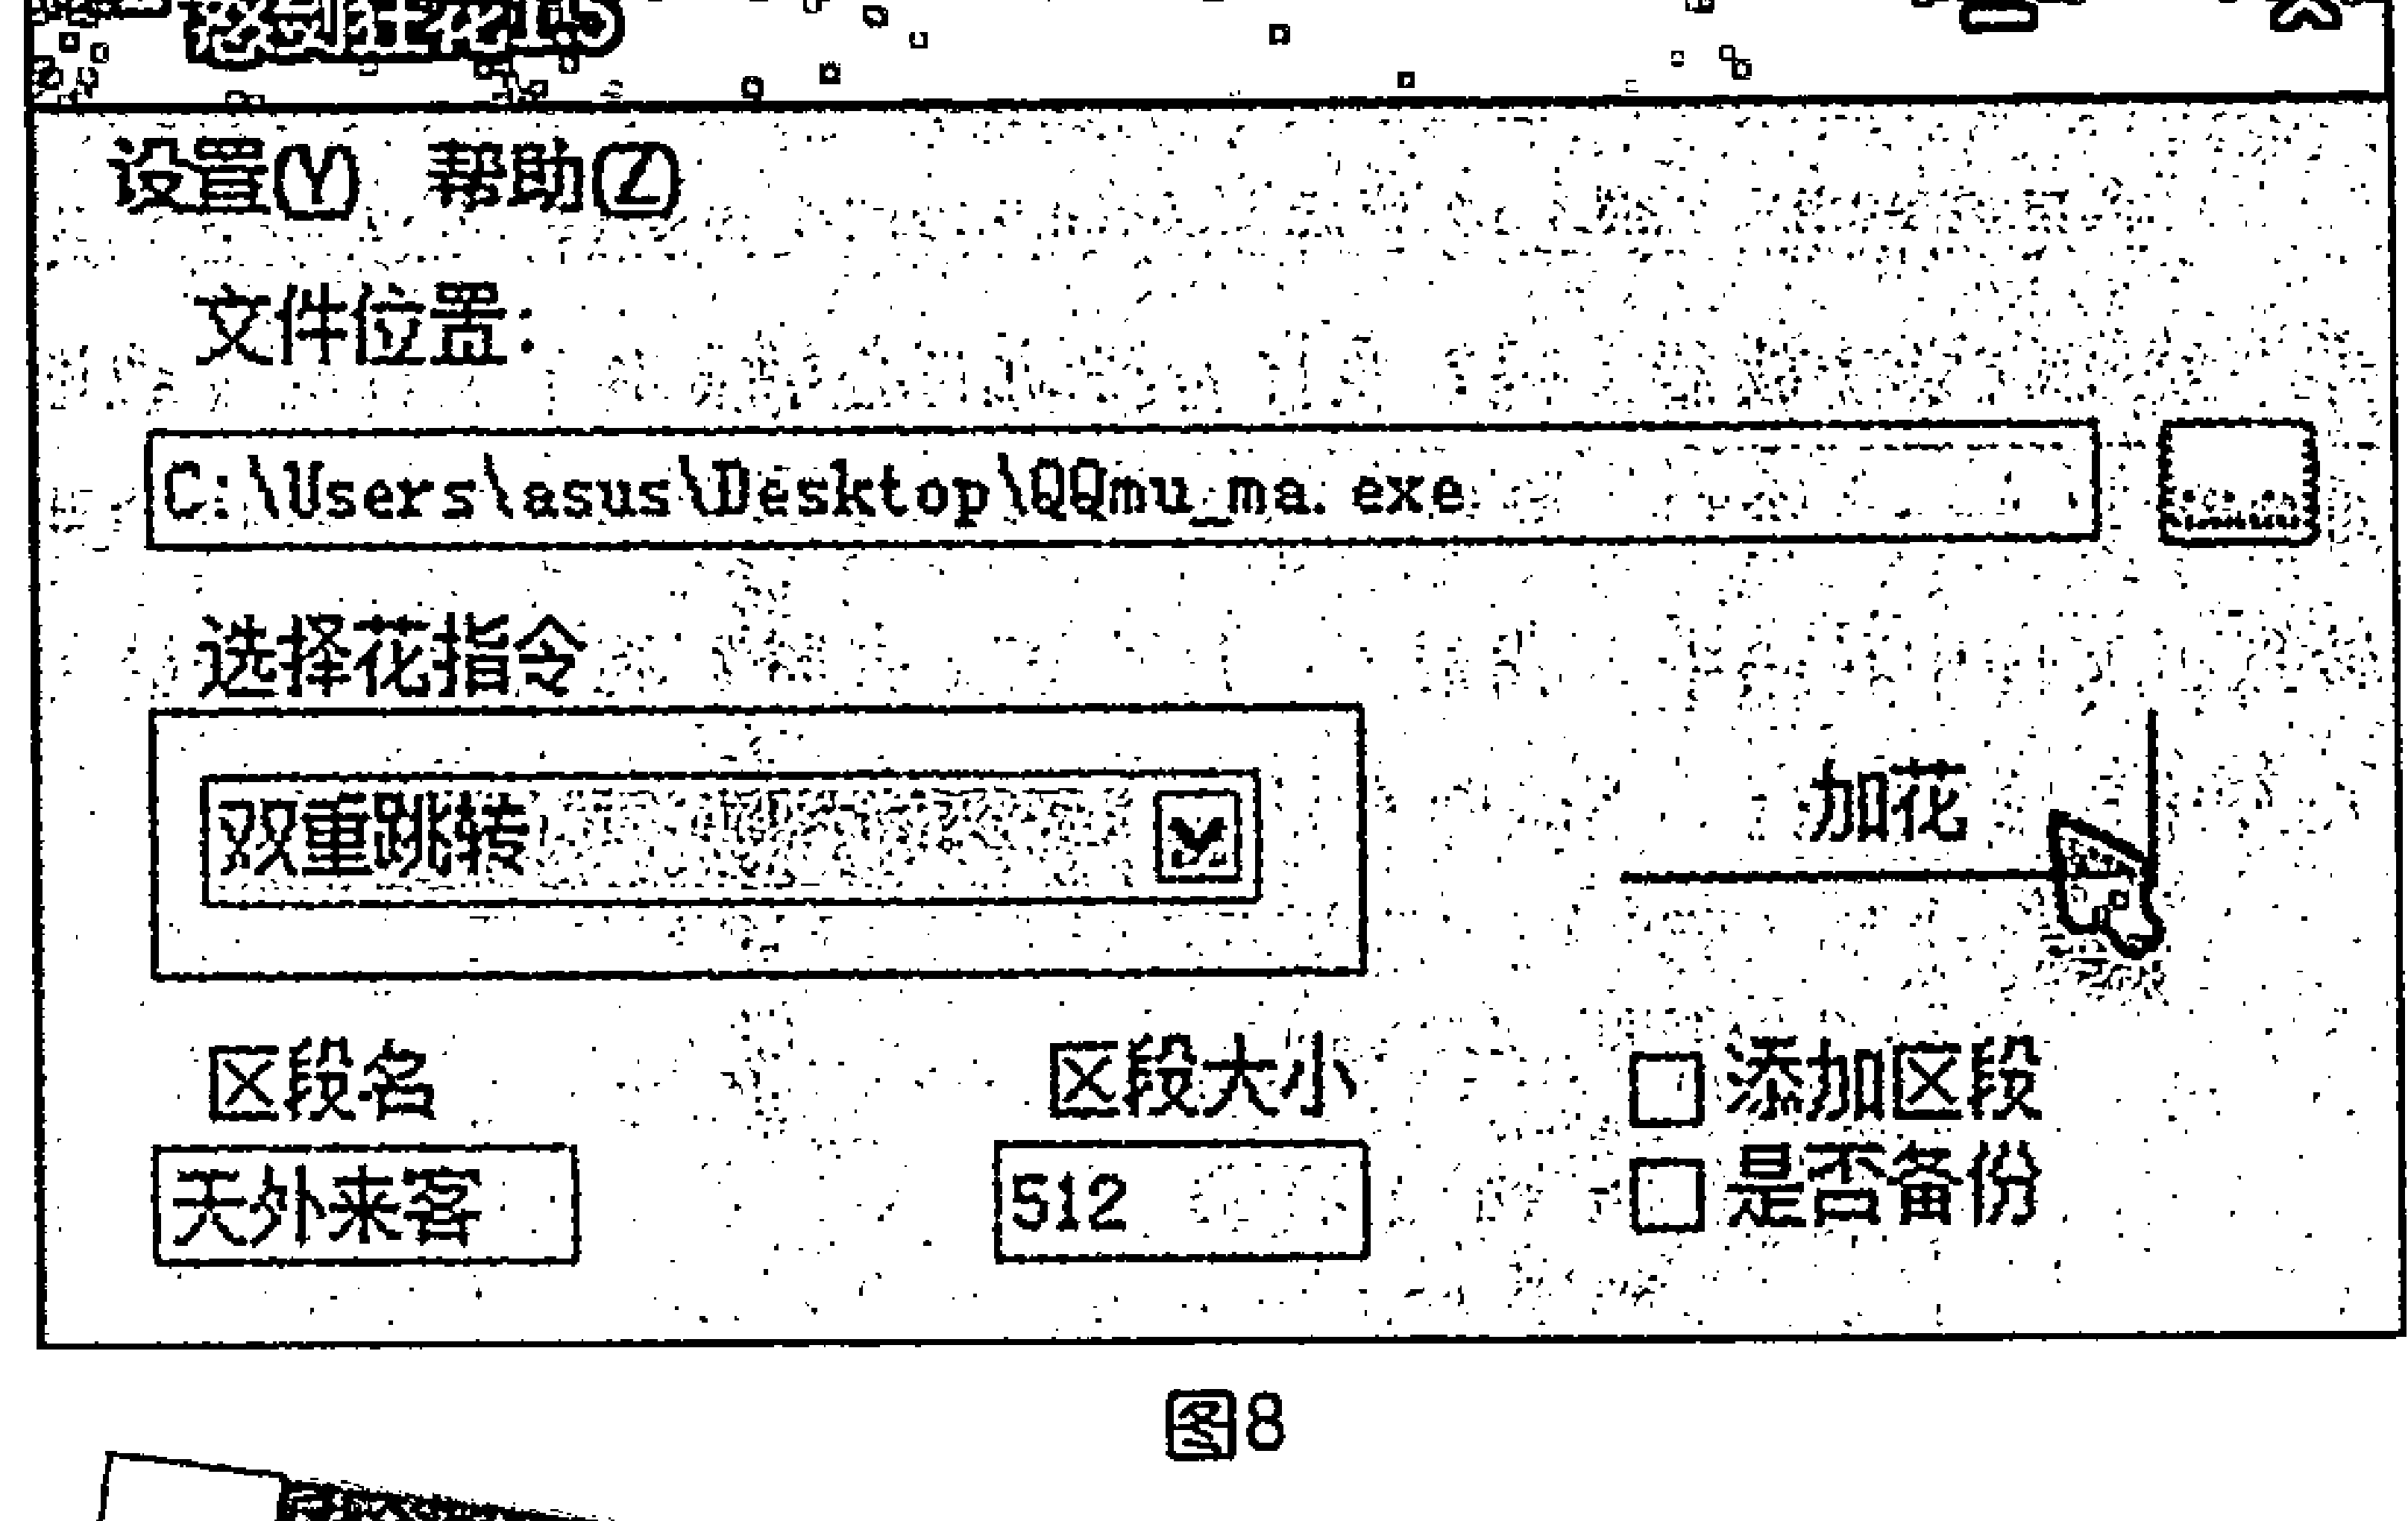 设置(Y) 帮助(Z)
文件位置:
C:\Users\asus\Desktop\QQmu_ma.exe
选择花指令
双重跳转
加花
区段名 区段大小 添加区段
天外来客 512 是否备份
图8